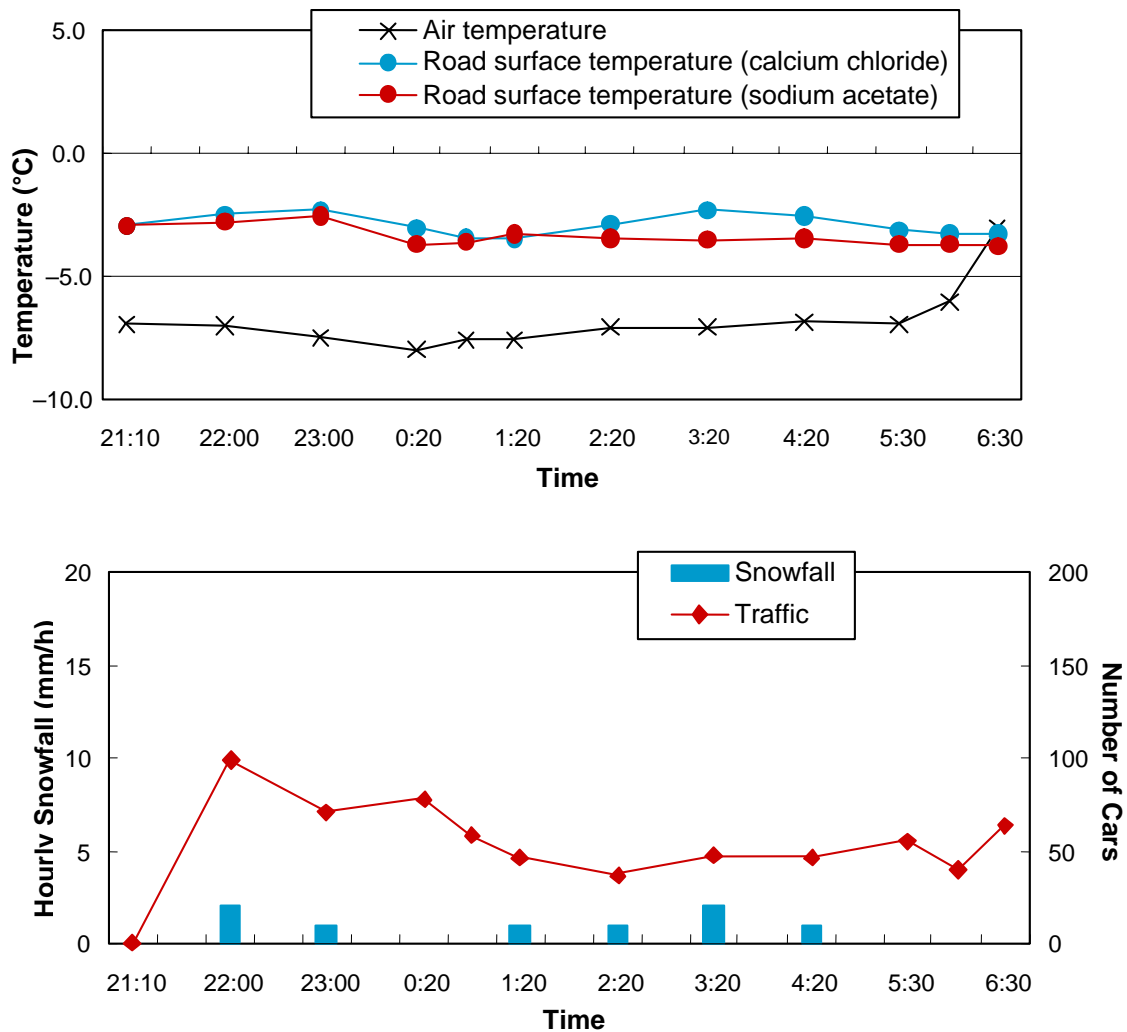 5.0
0.0
–5.0
–10.0
Temperature (°C)
Air temperature
Road surface temperature (calcium chloride)
Road surface temperature (sodium acetate)
21:10 22:00 23:00 0:20 1:20 2:20 3:20 4:20 5:30 6:30
Time
20
15
10
5
0
Hourly Snowfall (mm/h)
Snowfall
Traffic
200
150
100
50
0
Number of Cars
21:10 22:00 23:00 0:20 1:20 2:20 3:20 4:20 5:30 6:30
Time